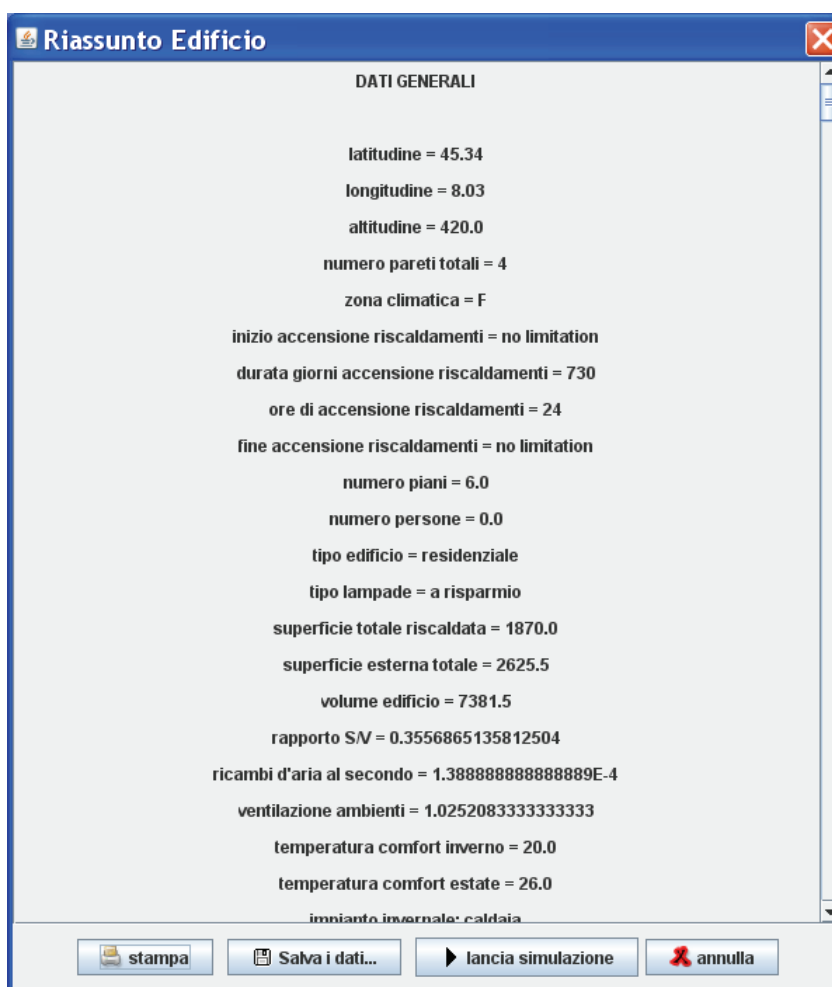 Riassunto Edificio
DATI GENERALI
latitudine = 45.34
longitudine = 8.03
altitudine = 420.0
numero pareti totali = 4
zona climatica = F
inizio accensione riscaldamenti = no limitation
durata giorni accensione riscaldamenti = 730
ore di accensione riscaldamenti = 24
fine accensione riscaldamenti = no limitation
numero piani = 6.0
numero persone = 0.0
tipo edificio = residenziale
tipo lampade = a risparmio
superficie totale riscaldata = 1870.0
superficie esterna totale = 2625.5
volume edificio = 7381.5
rapporto S/V = 0.3556865135812504
ricambi d'aria al secondo = 1.388888888888889E-4
ventilazione ambienti = 1.0252083333333333
temperatura comfort inverno = 20.0
temperatura comfort estate = 26.0
impianto invernale: caldaia
stampa Salva i dati... lancia simulazione annulla